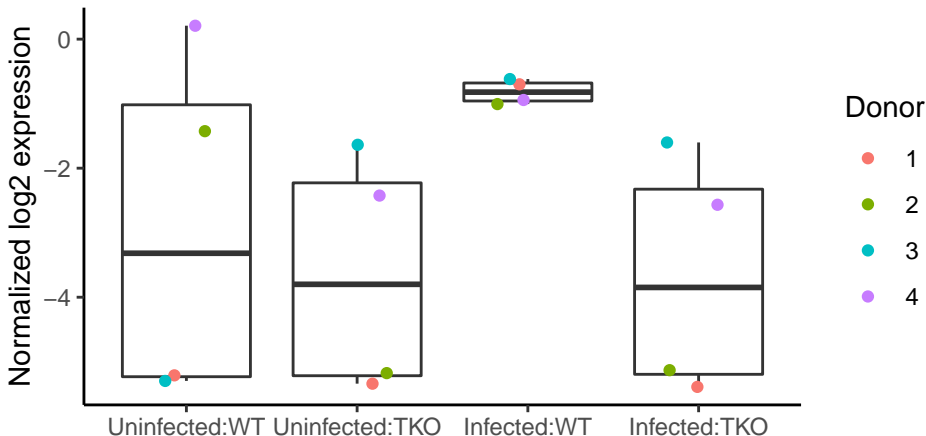 Normalized log2 expression
0
−2
−4
Uninfected:WT
Uninfected:TKO
Infected:WT
Infected:TKO
Donor
1
2
3
4